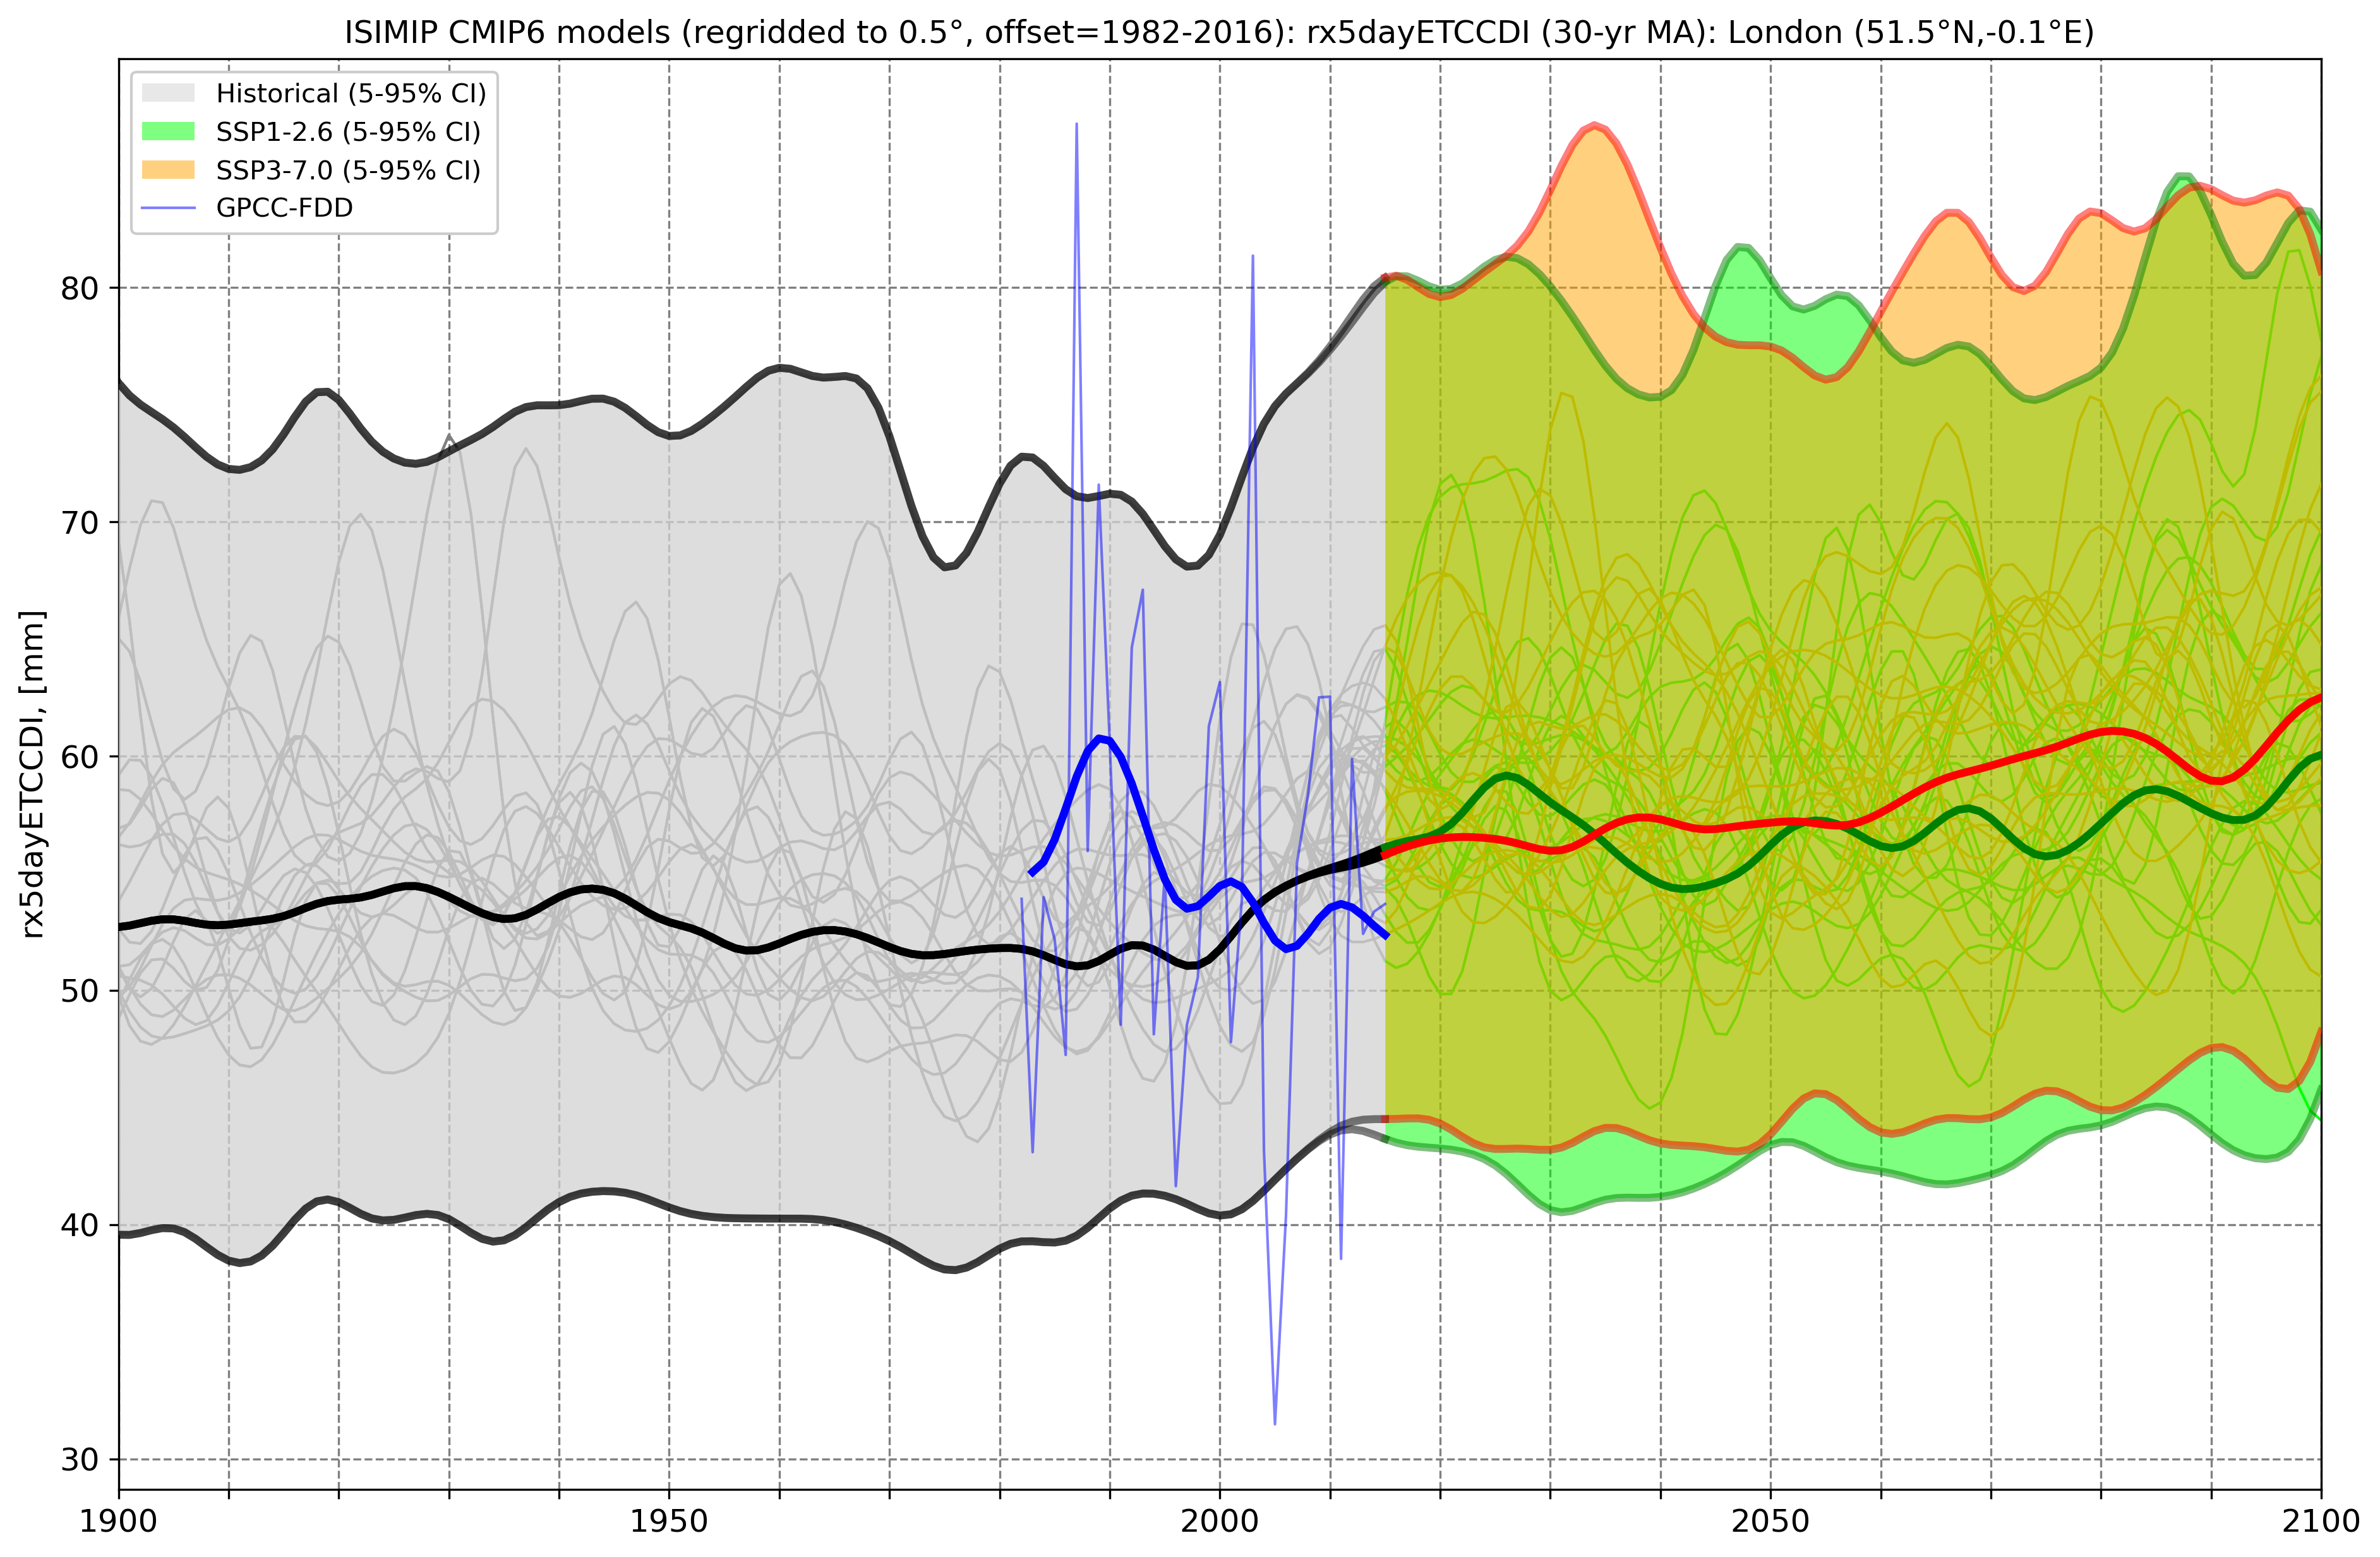 ISIMIP CMIP6 models (regridded to 0.5°, offset=1982-2016): rx5dayETCCDI (30-yr MA): London (51.5°N,-0.1°E)
Historical (5-95% CI)
SSP1-2.6 (5-95% CI)
SSP3-7.0 (5-95% CI)
GPCC-FDD
rx5dayETCCDI, [mm]
80
70
60
50
40
30
1900
1950
2000
2050
2100